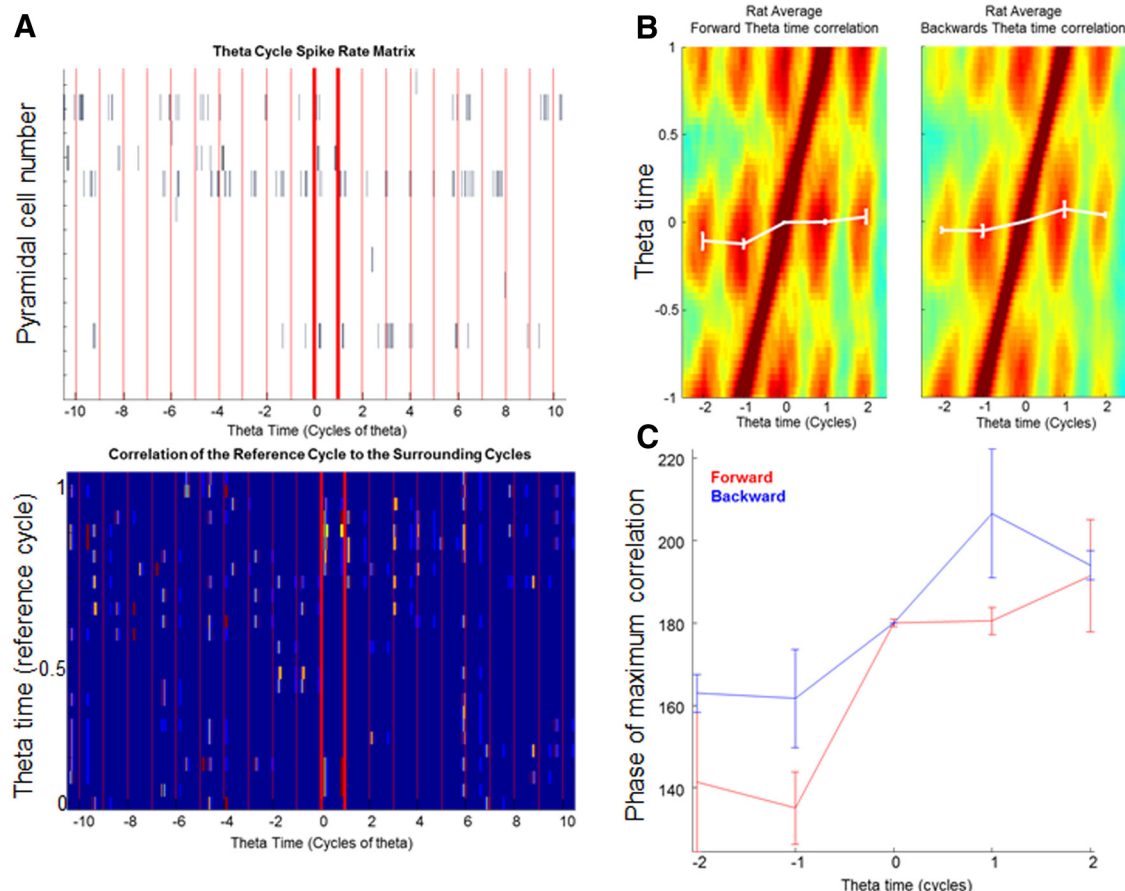 A
Theta Cycle Spike Rate Matrix
Pyramidal cell number
-10 -8 -6 -4 -2 0 2 4 6 8 10
Theta Time (Cycles of theta)
Correlation of the Reference Cycle to the Surrounding Cycles
Theta time (reference cycle)
1
0.5
0
-10 -8 -6 -4 -2 0 2 4 6 8 10
Theta Time (Cycles of theta)
B
Rat Average
Forward Theta time correlation
Rat Average
Backwards Theta time correlation
Theta time
1
0.5
0
-0.5
-1
-2 -1 0 1 2
Theta time (Cycles)
-2 -1 0 1 2
Theta time (Cycles)
C
Forward
Backward
Phase of maximum correlation
220
200
180
160
140
-2 -1 0 1 2
Theta time (cycles)